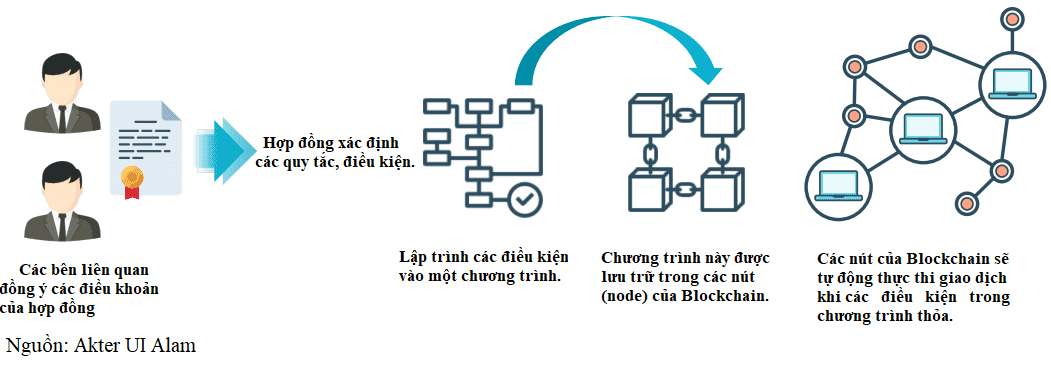 Hợp đồng xác định
các quy tắc, điều kiện.
Các bên liên quan
đồng ý các điều khoản
của hợp đồng
Lập trình các điều kiện
vào một chương trình.
Chương trình này được
lưu trữ trong các nút
(node) của Blockchain.
Các nút của Blockchain sẽ
tự động thực thi giao dịch
khi các điều kiện trong
chương trình thỏa.
Nguồn: Akter UI Alam